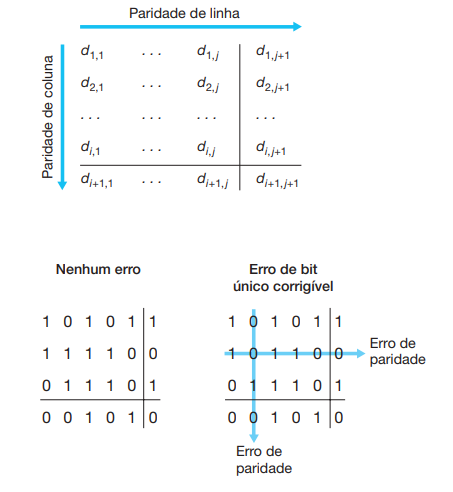 Paridade de linha
Paridade de coluna
d1,1 . . . d1,j d1,j+1
d2,1 . . . d2,j d2,j+1
. . . . . . . . . . . .
di,1 . . . di,j di,j+1
di+1,1 . . . di+1,j di+1,j+1
Nenhum erro
1 0 1 0 1 1
1 1 1 1 0 0
0 1 1 1 0 1
0 0 1 0 1 0
Erro de bit
único corrigível
1 0 1 0 1 1
1 0 1 1 0 0
0 1 1 1 0 1
0 0 1 0 1 0
Erro de
paridade
Erro de
paridade